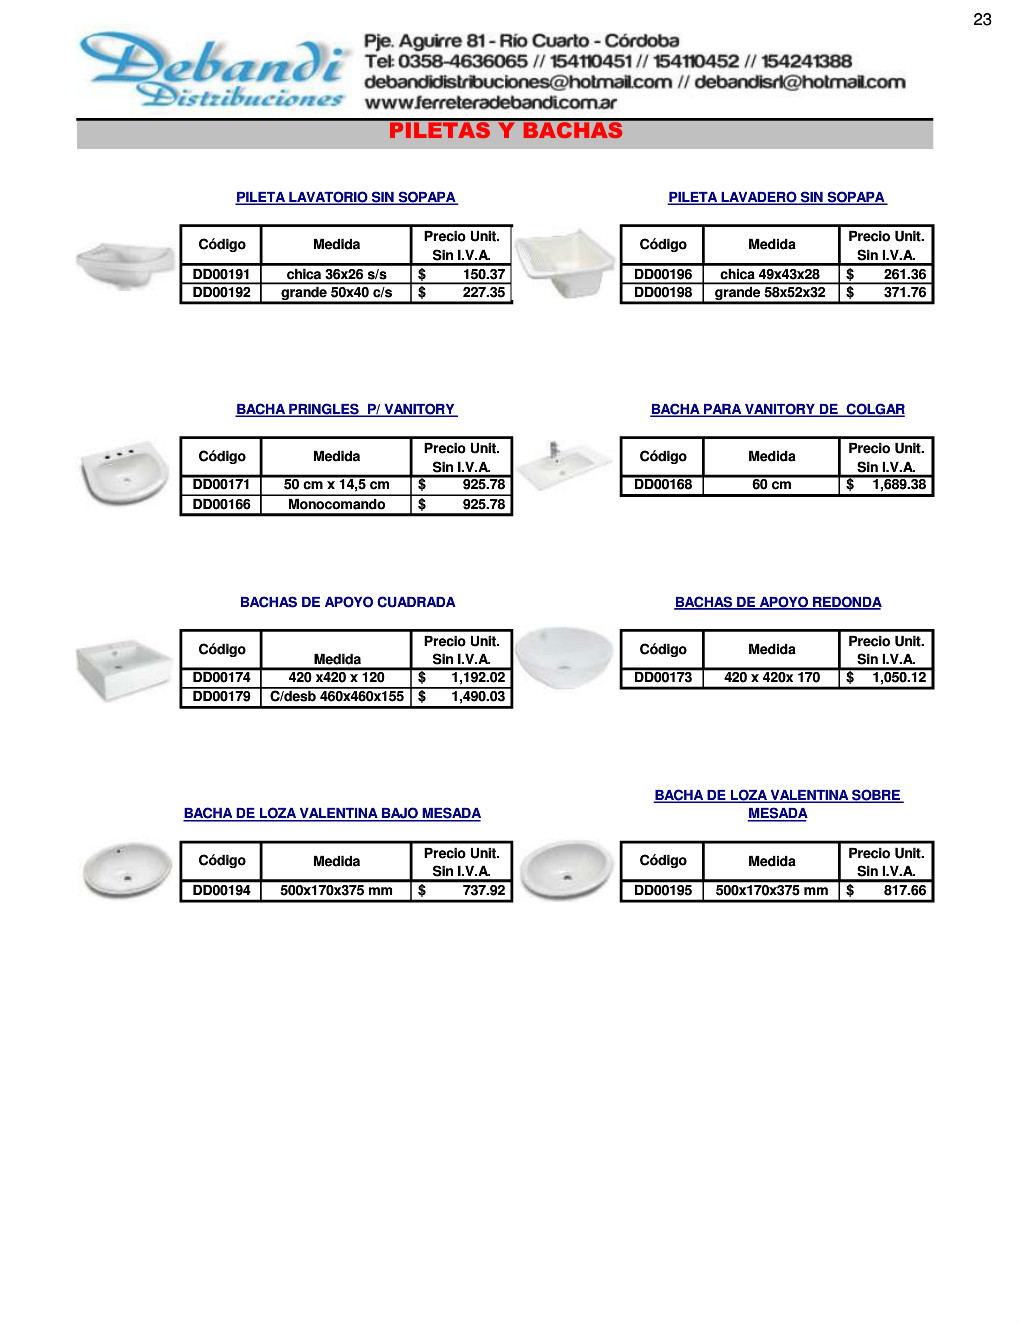 23
Debandi
Distribuciones
Pje. Aguirre 81 - Río Cuarto - Córdoba
Tel: 0358-4636065 // 154110451 // 154110452 // 154241388
debandidistribuciones@hotmail.com // debandisrl@hotmail.com
www.ferreteradebandi.com.ar
PILETAS Y BACHAS
PILETA LAVATORIO SIN SOPAPA
Código Medida Precio Unit. Sin I.V.A.
DD00191 chica 36x26 s/s $ 150.37
DD00192 grande 50x40 c/s $ 227.35
PILETA LAVADERO SIN SOPAPA
Código Medida Precio Unit. Sin I.V.A.
DD00196 chica 49x43x28 $ 261.36
DD00198 grande 58x52x32 $ 371.76
BACHA PRINGLES P/ VANITORY
Código Medida Precio Unit. Sin I.V.A.
DD00171 50 cm x 14,5 cm $ 925.78
DD00166 Monocomando $ 925.78
BACHA PARA VANITORY DE COLGAR
Código Medida Precio Unit. Sin I.V.A.
DD00168 60 cm $ 1,689.38
BACHAS DE APOYO CUADRADA
Código Medida Precio Unit. Sin I.V.A.
DD00174 420 x420 x 120 $ 1,192.02
DD00179 C/desb 460x460x155 $ 1,490.03
BACHAS DE APOYO REDONDA
Código Medida Precio Unit. Sin I.V.A.
DD00173 420 x 420x 170 $ 1,050.12
BACHA DE LOZA VALENTINA BAJO MESADA
Código Medida Precio Unit. Sin I.V.A.
DD00194 500x170x375 mm $ 737.92
BACHA DE LOZA VALENTINA SOBRE
MESADA
Código Medida Precio Unit. Sin I.V.A.
DD00195 500x170x375 mm $ 817.66